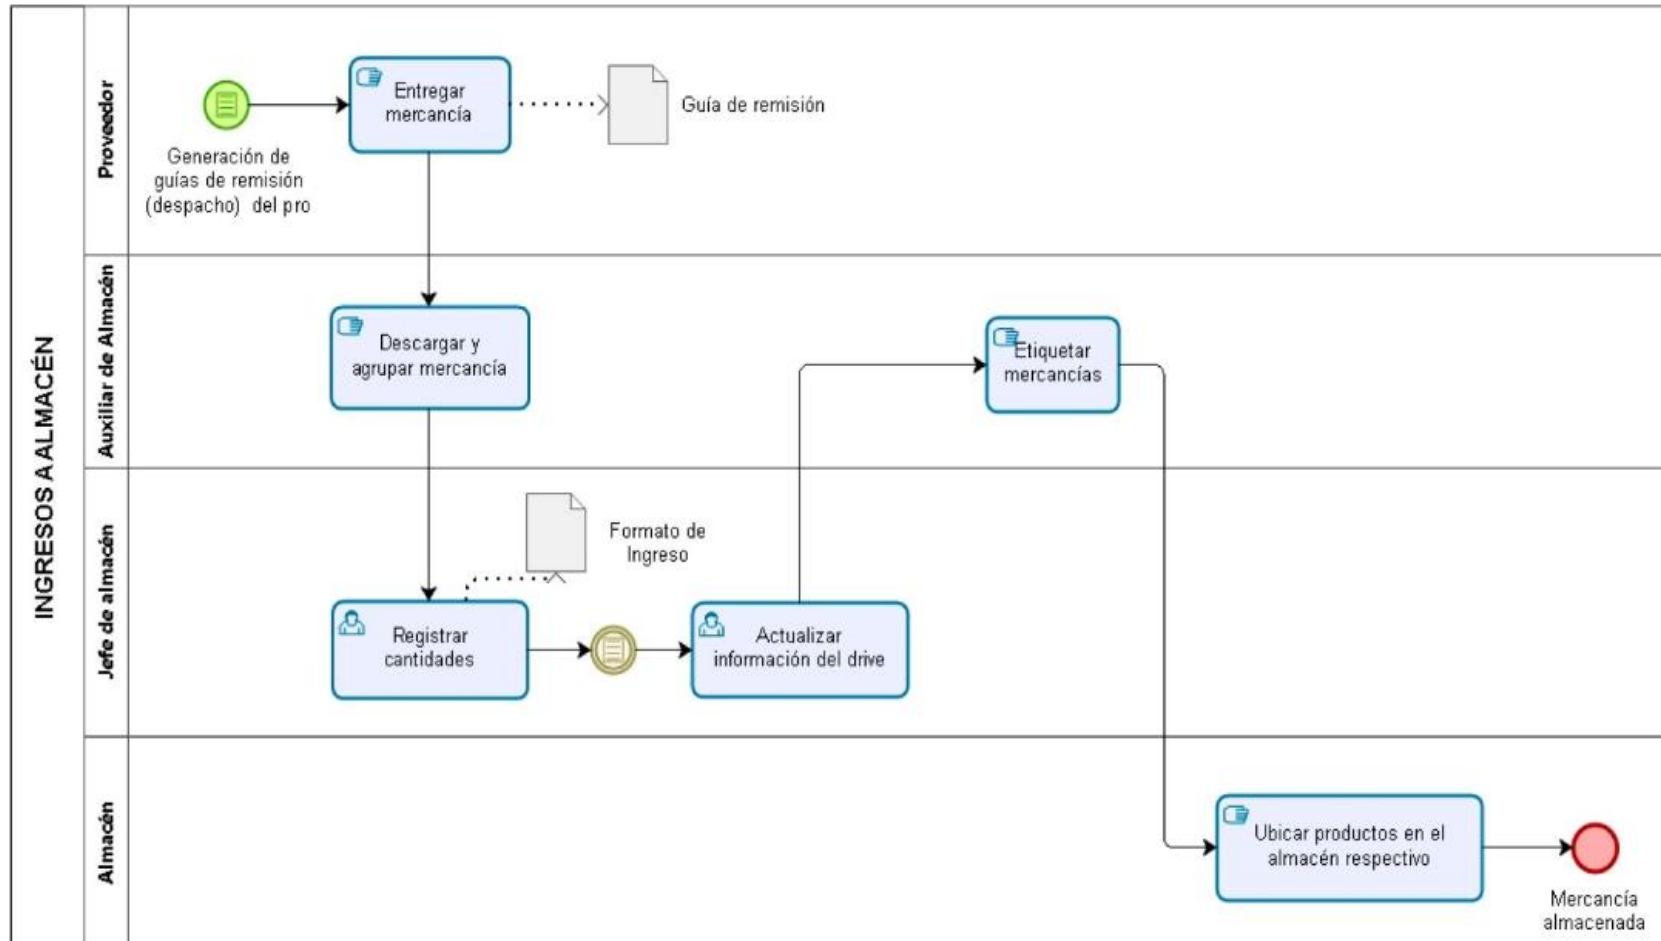 INGRESOS A ALMACÉN
Proveedor
Generación de
guías de remisión
(despacho) del pro
Entregar
mercancía
Guía de remisión
Auxiliar de Almacén
Descargar y
agrupar mercancía
Etiquetar
mercancías
Jefe de almacén
Formato de
Ingreso
Registrar
cantidades
Actualizar
información del drive
Almacén
Ubicar productos en el
almacén respectivo
Mercancía
almacenada